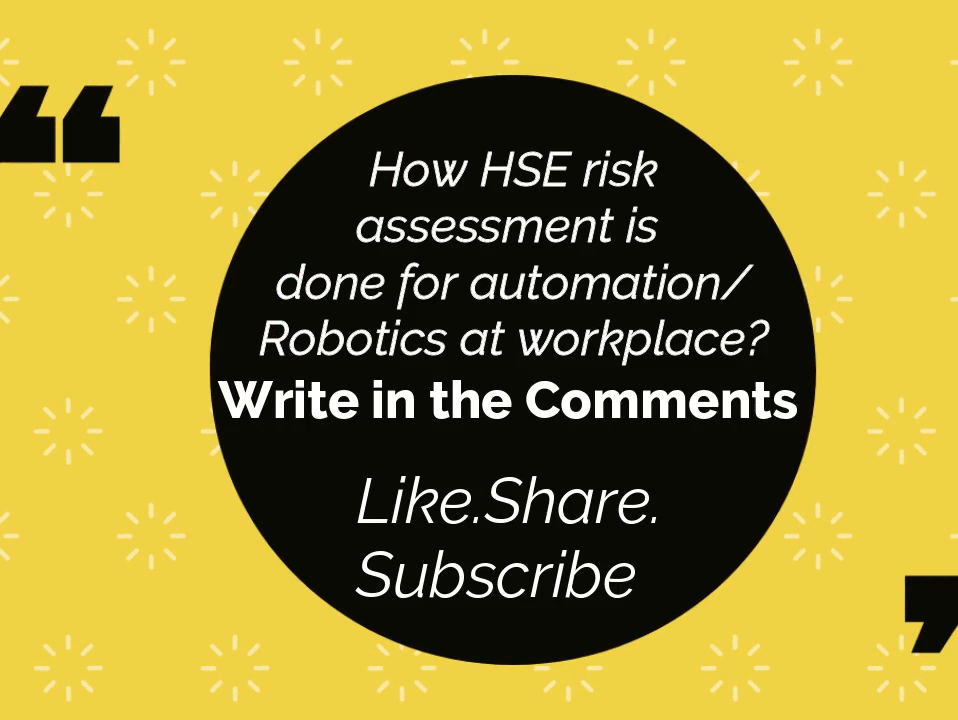 “
How HSE risk
assessment is
done for automation/
Robotics at workplace?
Write in the Comments
Like.Share.
Subscribe
”